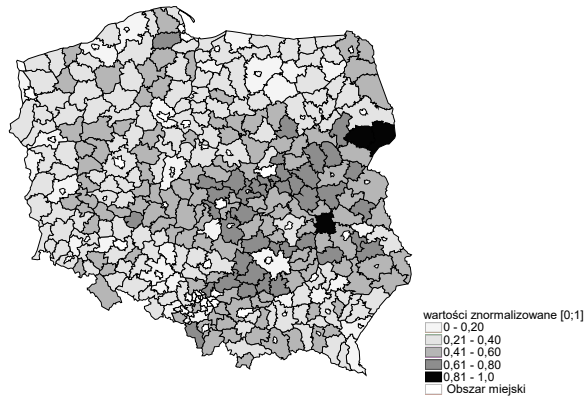 wartości znormalizowane [0;1]
0 - 0,20
0,21 - 0,40
0,41 - 0,60
0,61 - 0,80
0,81 - 1,0
Obszar miejski